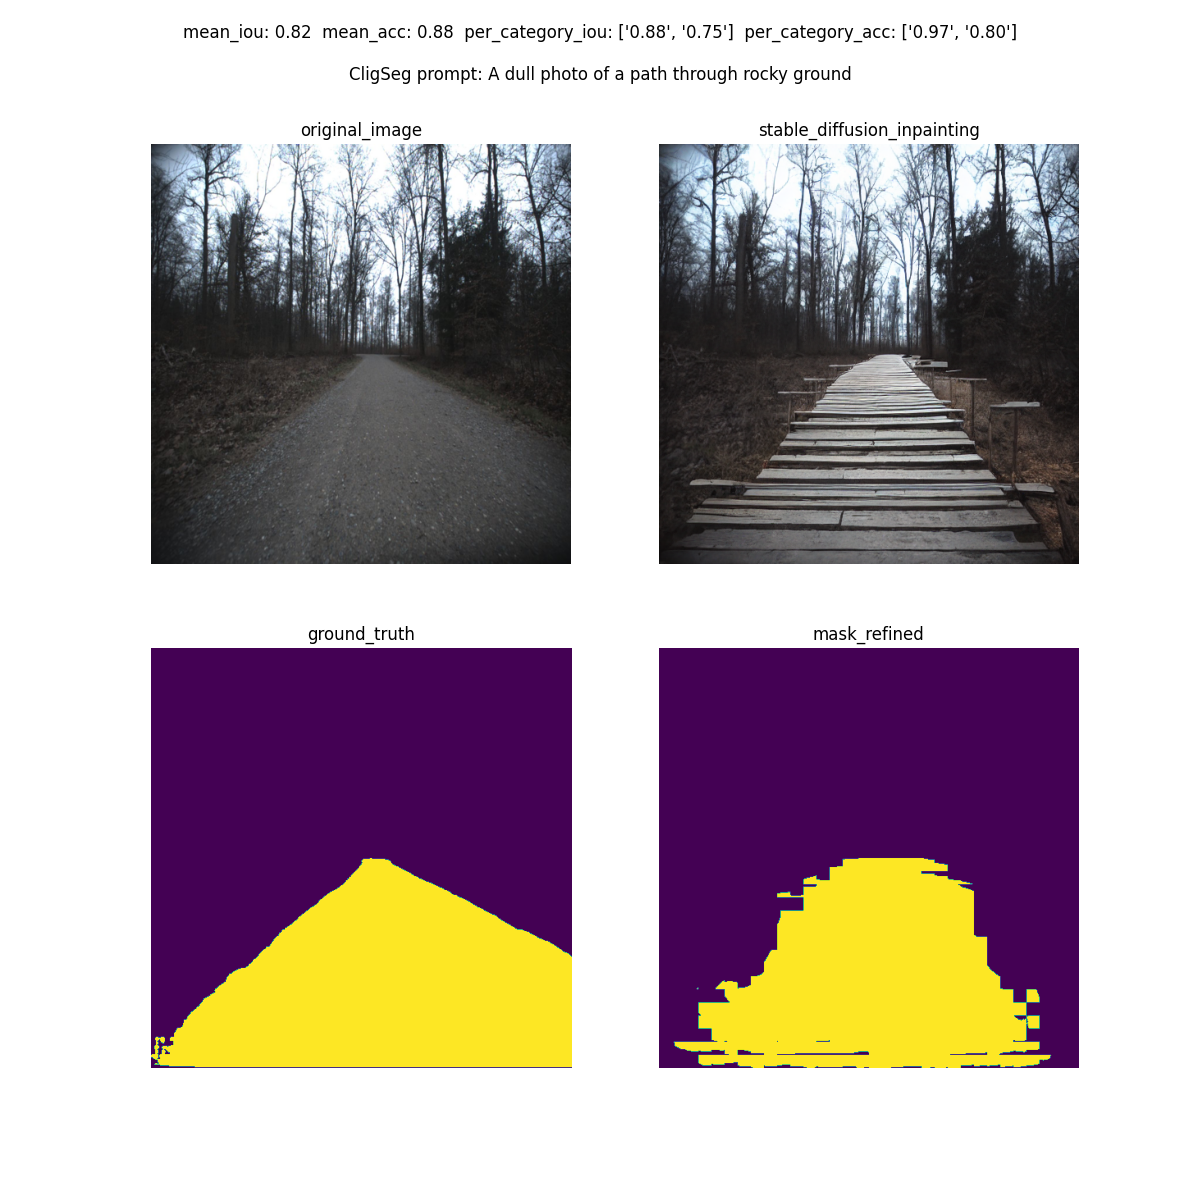 mean_iou: 0.82  mean_acc: 0.88  per_category_iou: ['0.88', '0.75']  per_category_acc: ['0.97', '0.80']
CligSeg prompt: A dull photo of a path through rocky ground
original_image
stable_diffusion_inpainting
ground_truth
mask_refined